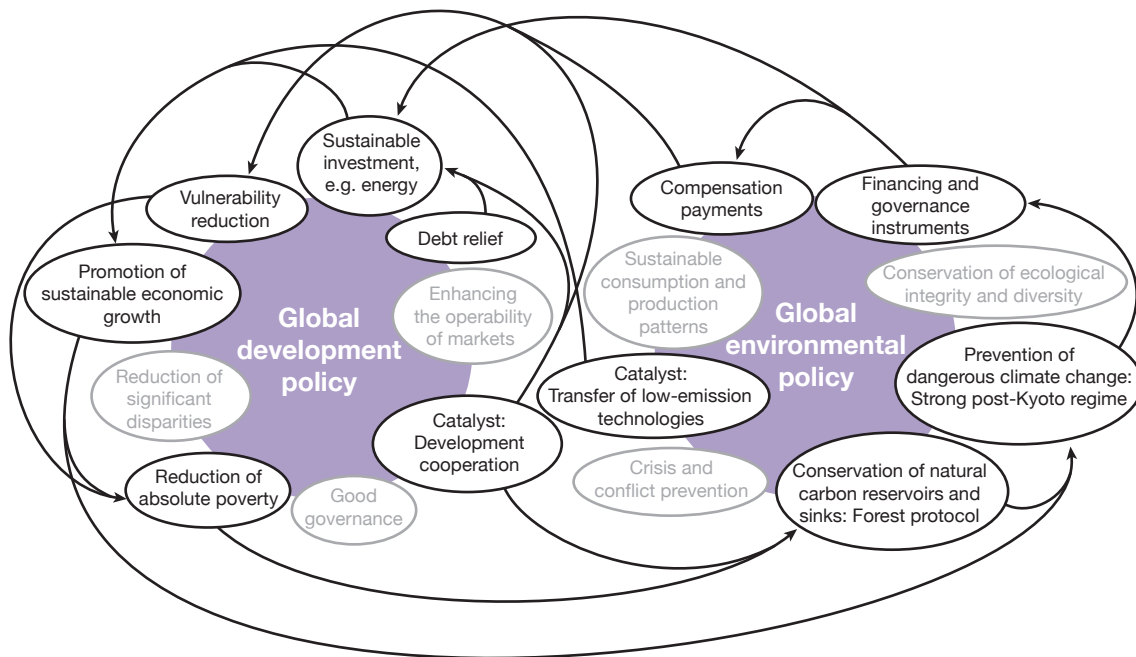 Sustainable
investment,
e.g. energy
Vulnerability
reduction
Debt relief
Promotion of
sustainable economic
growth
Enhancing
the operability
of markets
Global
development
policy
Reduction of
significant
disparities
Catalyst:
Development
cooperation
Reduction of
absolute poverty
Good
governance
Compensation
payments
Financing and
governance
instruments
Sustainable
consumption and
production
patterns
Conservation of ecological
integrity and diversity
Global
environmental
policy
Prevention of
dangerous climate change:
Strong post-Kyoto regime
Catalyst:
Transfer of low-emission
technologies
Crisis and
conflict prevention
Conservation of natural
carbon reservoirs and
sinks: Forest protocol